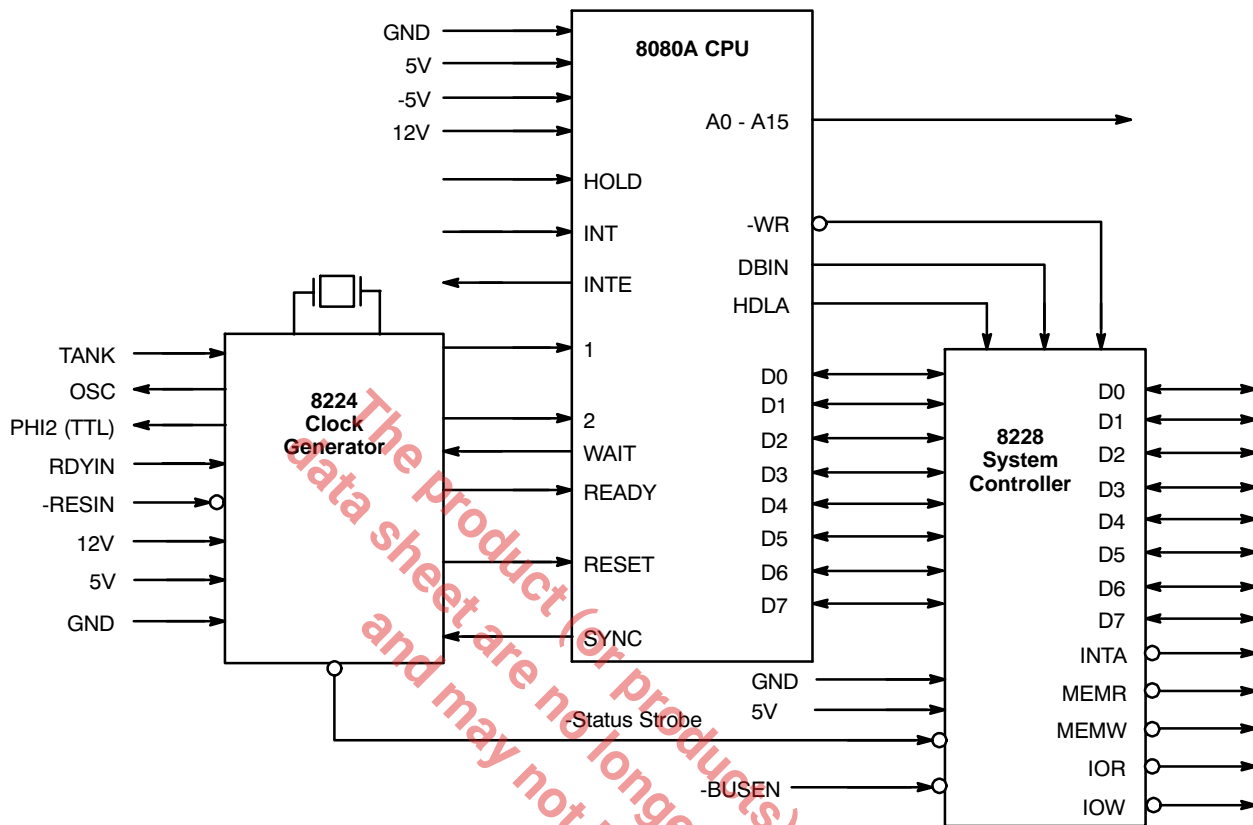 GND
5V
-5V
12V
8080A CPU
A0 - A15
HOLD
INT
INTE
-WR
DBIN
HDLA
TANK
OSC
PHI2 (TTL)
RDYIN
-RESIN
12V
5V
GND
8224
Clock
Generator
1
2
WAIT
READY
RESET
SYNC
D0
D1
D2
D3
D4
D5
D6
D7
8228
System
Controller
D0
D1
D2
D3
D4
D5
D6
D7
INTA
MEMR
MEMW
IOR
IOW
GND
5V
-Status Strobe
-BUSEN
The product (or products)
data sheet are no longe
and may not